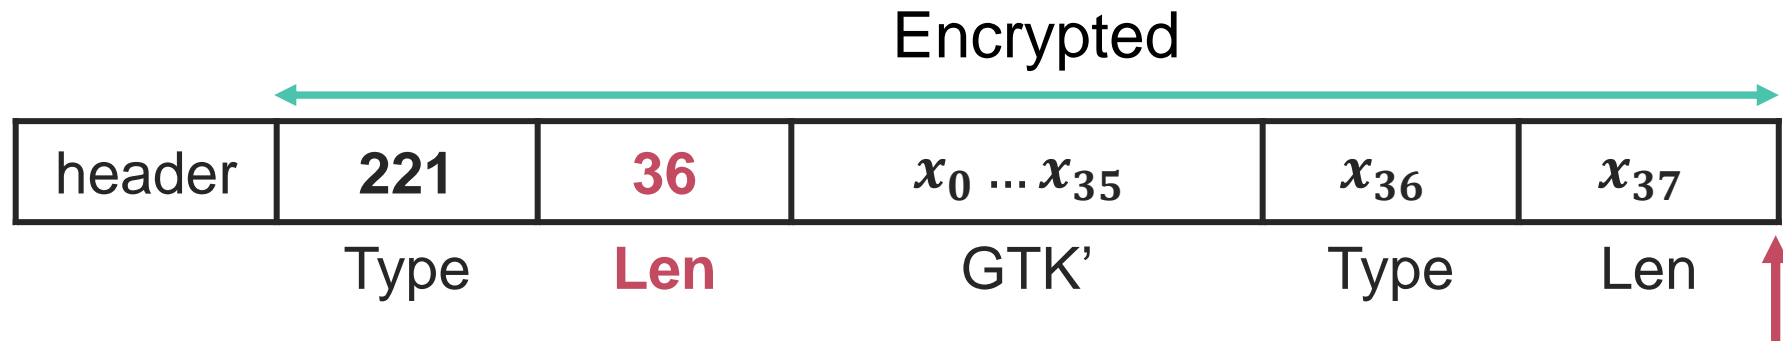 Encrypted
header 221 36 x₀ ... x₃₅ x₃₆ x₃₇
Type Len GTK’ Type Len